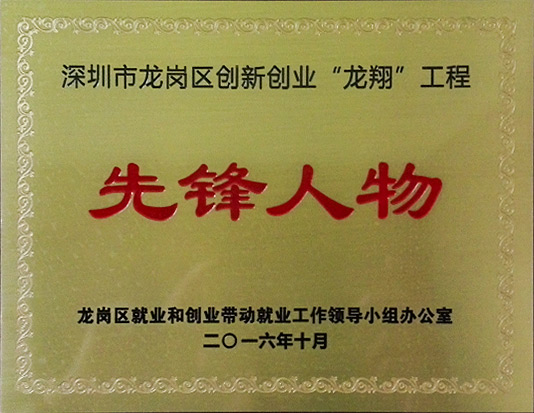 深圳市龙岗区创新创业“龙翔”工程
先锋人物
龙岗区就业和创业带动就业工作领导小组办公室
二〇一六年十月